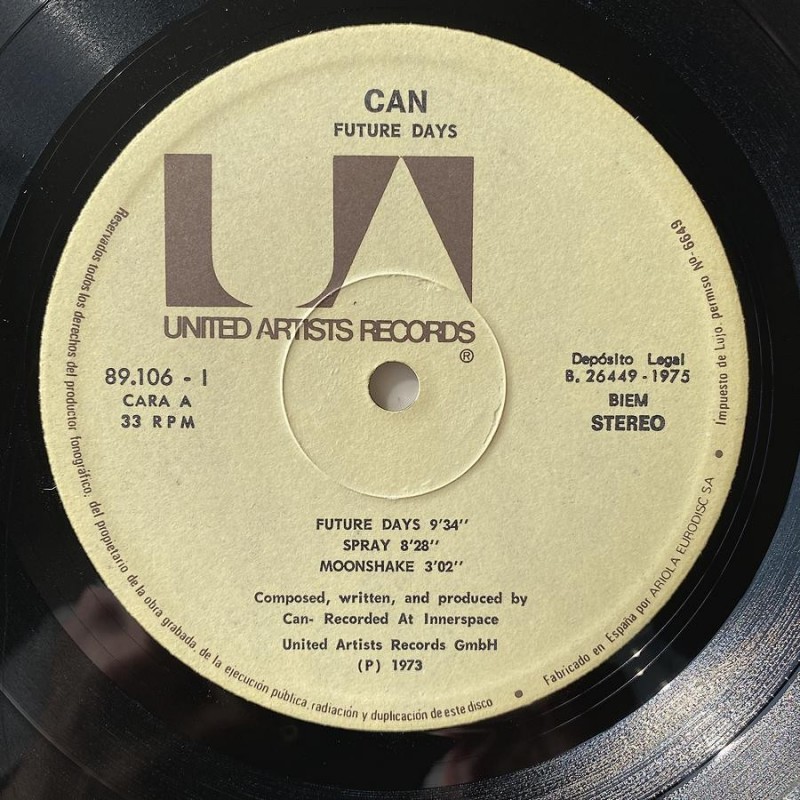 CAN
FUTURE DAYS
UA
UNITED ARTISTS RECORDS
®
89.106 - I
CARA A
33 RPM
Depósito Legal
B. 26449 - 1975
BIEM
STEREO
FUTURE DAYS 9'34''
SPRAY 8'28''
MOONSHAKE 3'02''
Composed, written, and produced by
Can- Recorded At Innerspace
United Artists Records GmbH
(P) 1973
Reservados todos los derechos del productor fonográfico, del propietario de la obra grabada, de la ejecución pública, radiación y duplicación de este disco • Fabricado en España por ARIOLA EURODISC SA • Impuesto de Lujo, permiso Nº-6649